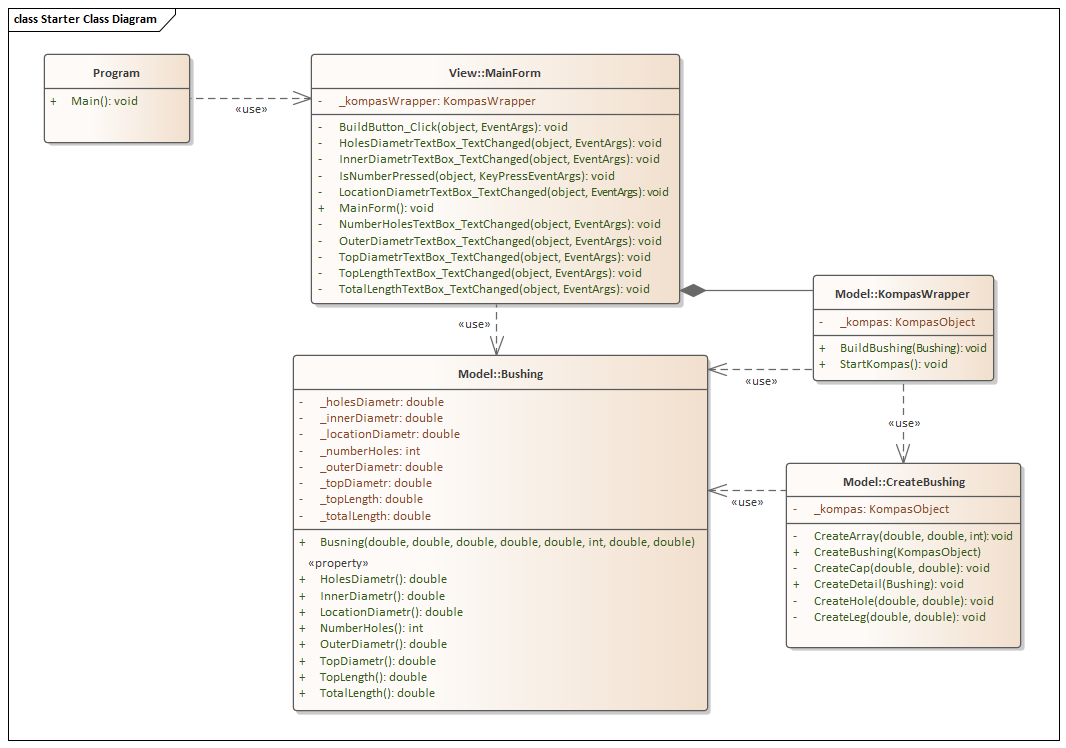 class Starter Class Diagram
Program
+ Main(): void
«use»
View::MainForm
- _kompasWrapper: KompasWrapper
- BuildButton_Click(object, EventArgs): void
- HolesDiametrTextBox_TextChanged(object, EventArgs): void
- InnerDiametrTextBox_TextChanged(object, EventArgs): void
- IsNumberPressed(object, KeyPressEventArgs): void
- LocationDiametrTextBox_TextChanged(object, EventArgs): void
+ MainForm(): void
- NumberHolesTextBox_TextChanged(object, EventArgs): void
- OuterDiametrTextBox_TextChanged(object, EventArgs): void
- TopDiametrTextBox_TextChanged(object, EventArgs): void
- TopLengthTextBox_TextChanged(object, EventArgs): void
- TotalLengthTextBox_TextChanged(object, EventArgs): void
«use»
Model::KompasWrapper
- _kompas: KompasObject
+ BuildBushing(Bushing): void
+ StartKompas(): void
«use»
«use»
Model::Bushing
- _holesDiametr: double
- _innerDiametr: double
- _locationDiametr: double
- _numberHoles: int
- _outerDiametr: double
- _topDiametr: double
- _topLength: double
- _totalLength: double
+ Busning(double, double, double, double, double, int, double, double)
«property»
+ HolesDiametr(): double
+ InnerDiametr(): double
+ LocationDiametr(): double
+ NumberHoles(): int
+ OuterDiametr(): double
+ TopDiametr(): double
+ TopLength(): double
+ TotalLength(): double
«use»
Model::CreateBushing
- _kompas: KompasObject
- CreateArray(double, double, int): void
+ CreateBushing(KompasObject)
- CreateCap(double, double): void
+ CreateDetail(Bushing): void
- CreateHole(double, double): void
- CreateLeg(double, double): void